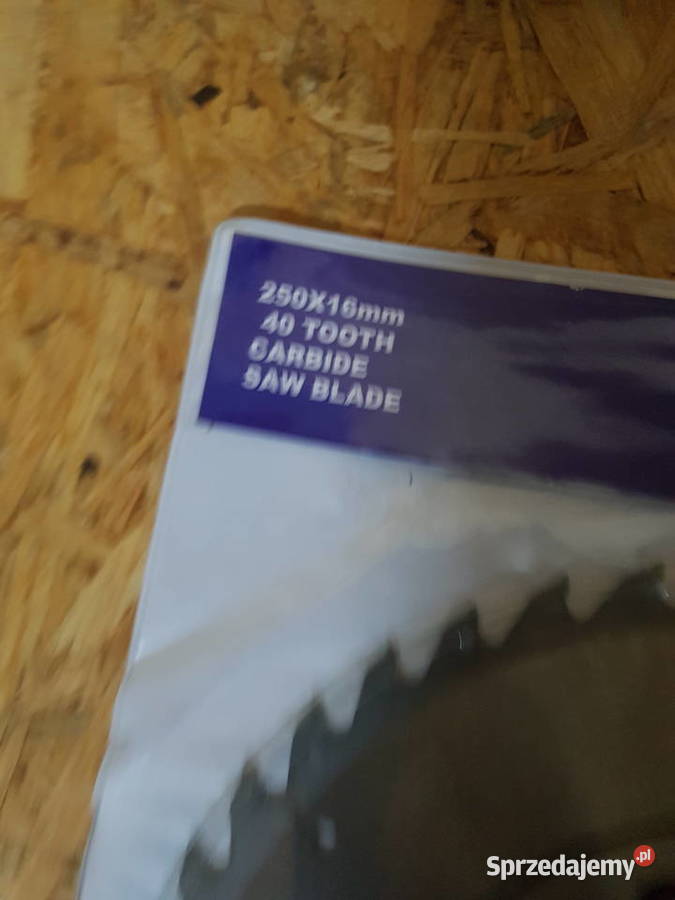 250X16mm
40 TOOTH
CARBIDE
SAW BLADE
Sprzedajemy.pl